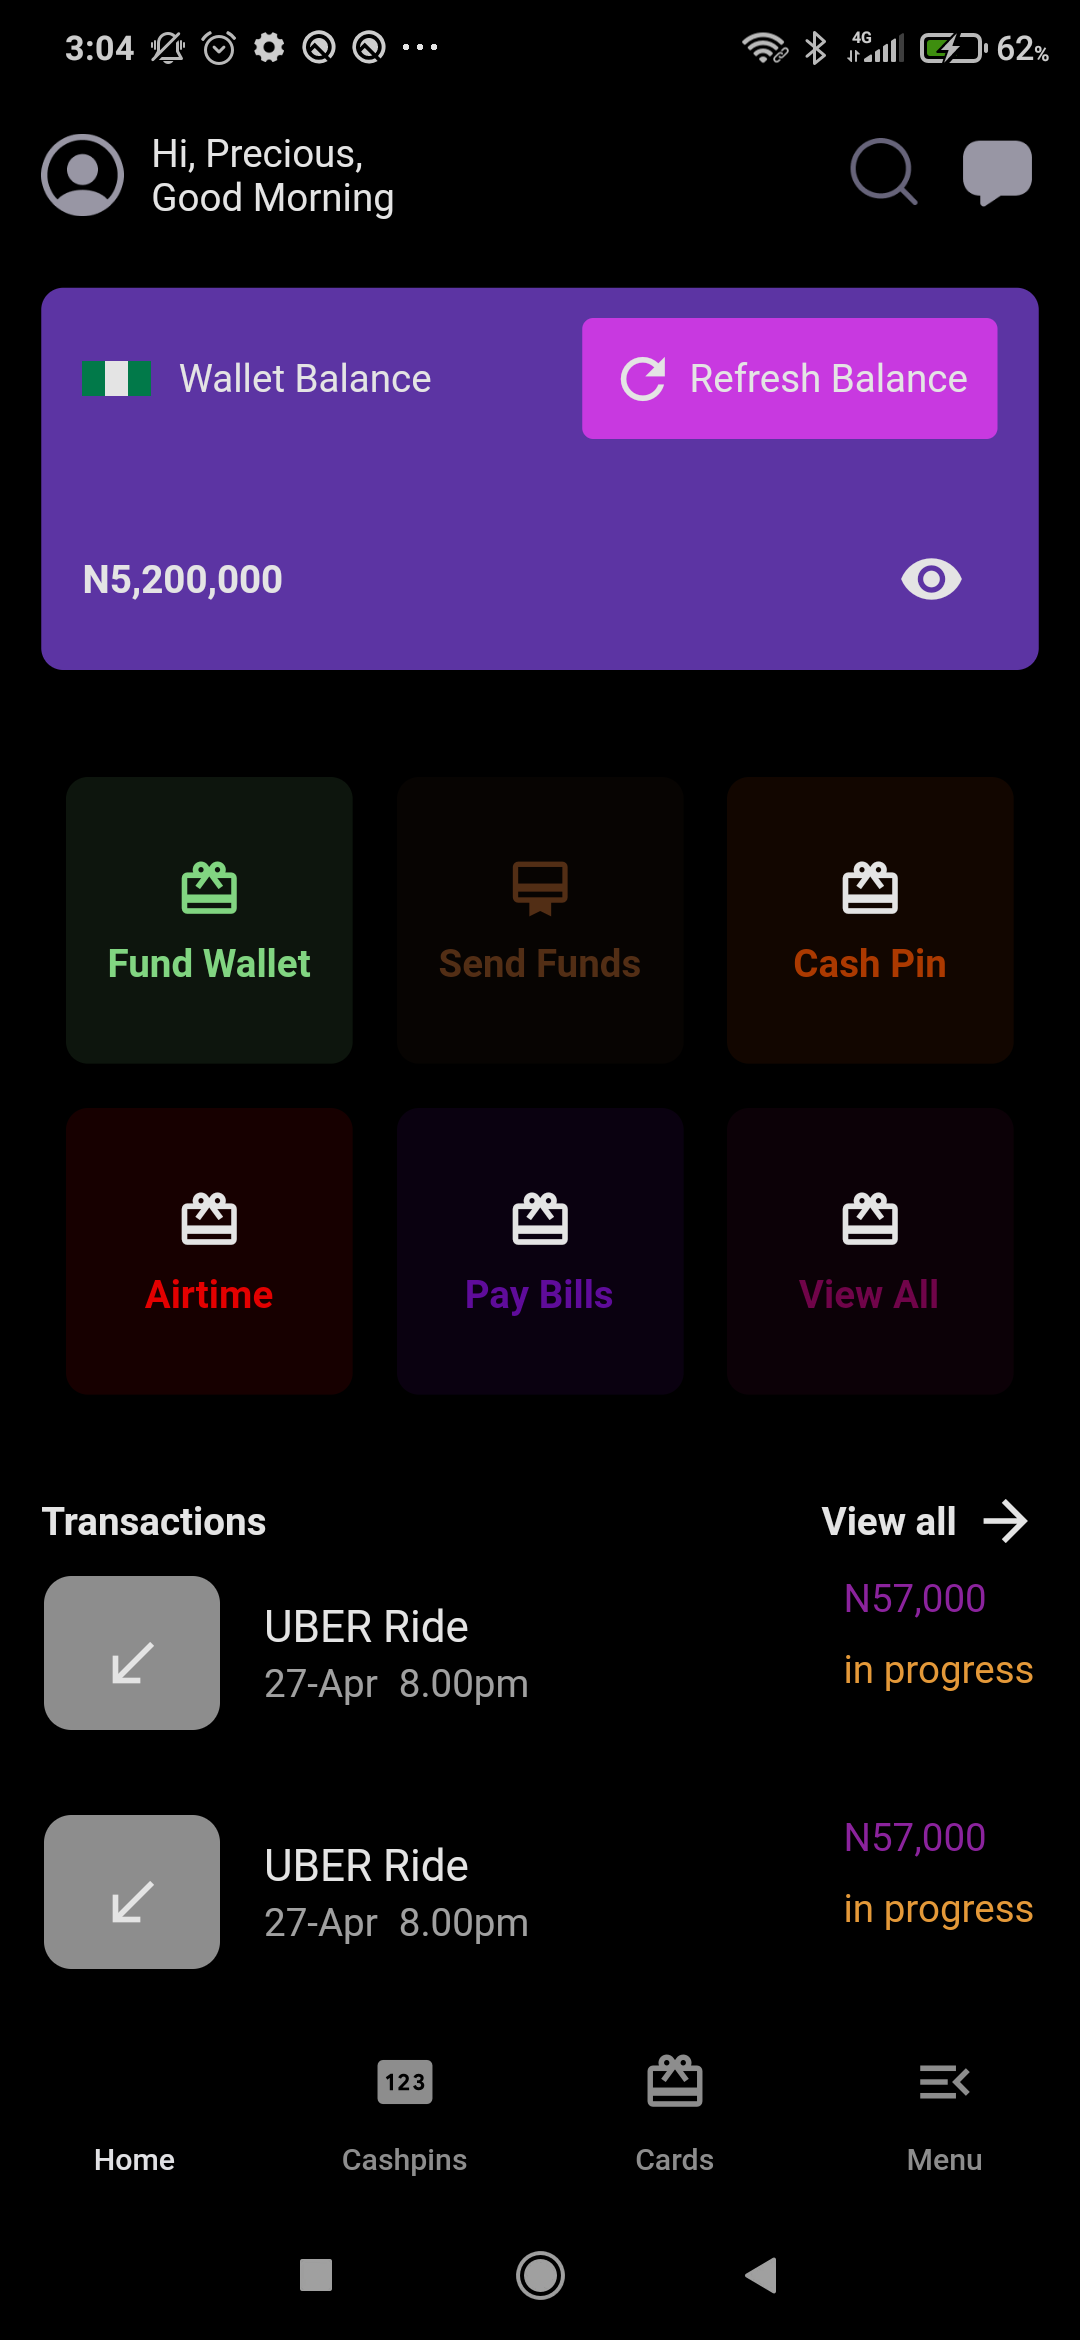 3:04 4G 62%
Hi, Precious,
Good Morning
Wallet Balance Refresh Balance
N5,200,000
Fund Wallet Send Funds Cash Pin
Airtime Pay Bills View All
Transactions View all
UBER Ride N57,000
27-Apr 8.00pm in progress
UBER Ride N57,000
27-Apr 8.00pm in progress
123
Home Cashpins Cards Menu